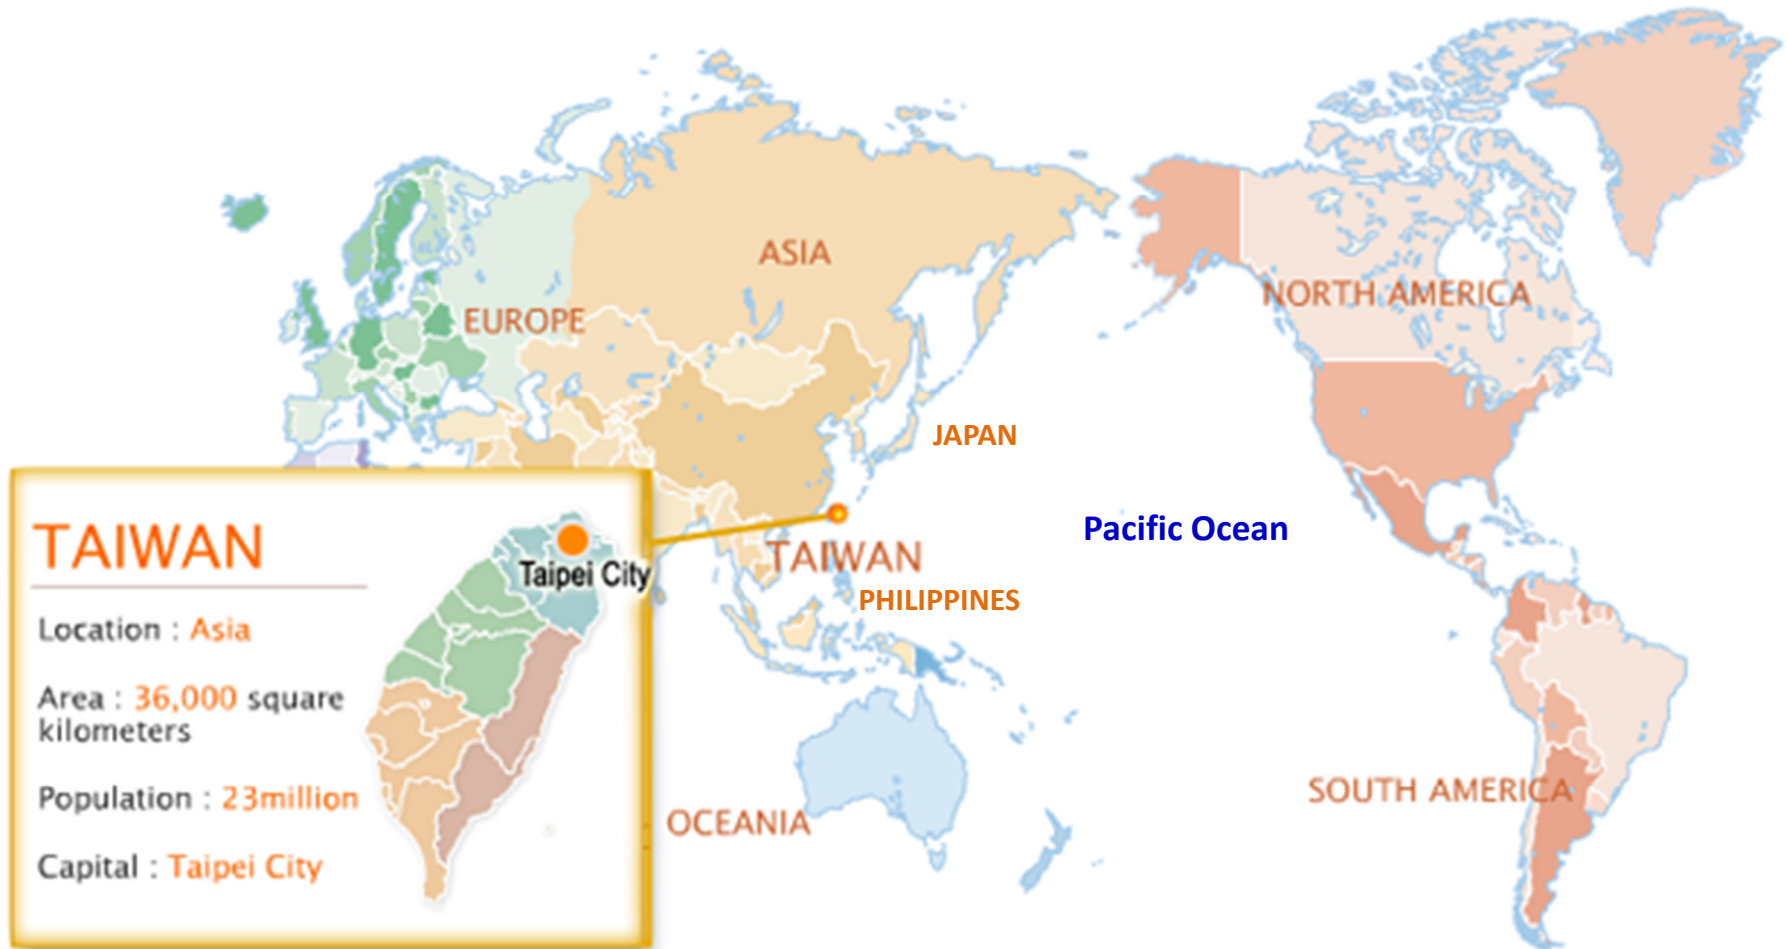 ASIA
NORTH AMERICA
EUROPE
JAPAN
Pacific Ocean
TAIWAN
PHILIPPINES
SOUTH AMERICA
OCEANIA
TAIWAN
Taipei City
Location : Asia
Area : 36,000 square
kilometers
Population : 23million
Capital : Taipei City